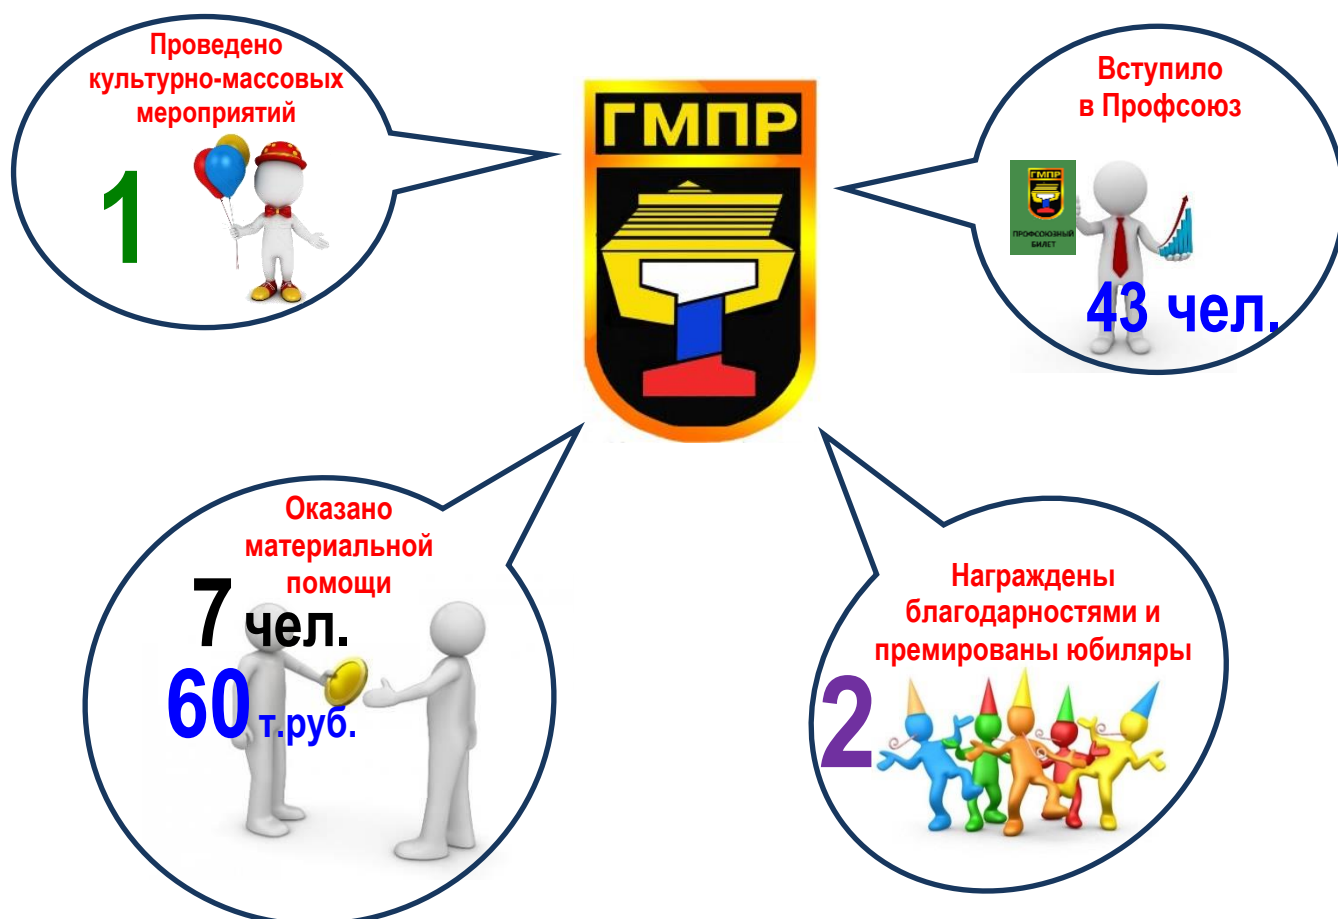 Проведено
культурно-массовых
мероприятий
1
ГМПР
Вступило
в Профсоюз
ГМПР
ПРОФСОЮЗНЫЙ
БИЛЕТ
43 чел.
Оказано
материальной
помощи
7 чел.
60 т.руб.
Награждены
благодарностями и
премированы юбиляры
2